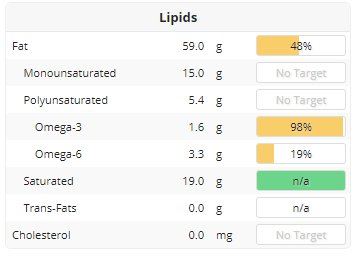 Lipids
Fat 59.0 g 48%
Monounsaturated 15.0 g No Target
Polyunsaturated 5.4 g No Target
Omega-3 1.6 g 98%
Omega-6 3.3 g 19%
Saturated 19.0 g n/a
Trans-Fats 0.0 g n/a
Cholesterol 0.0 mg No Target